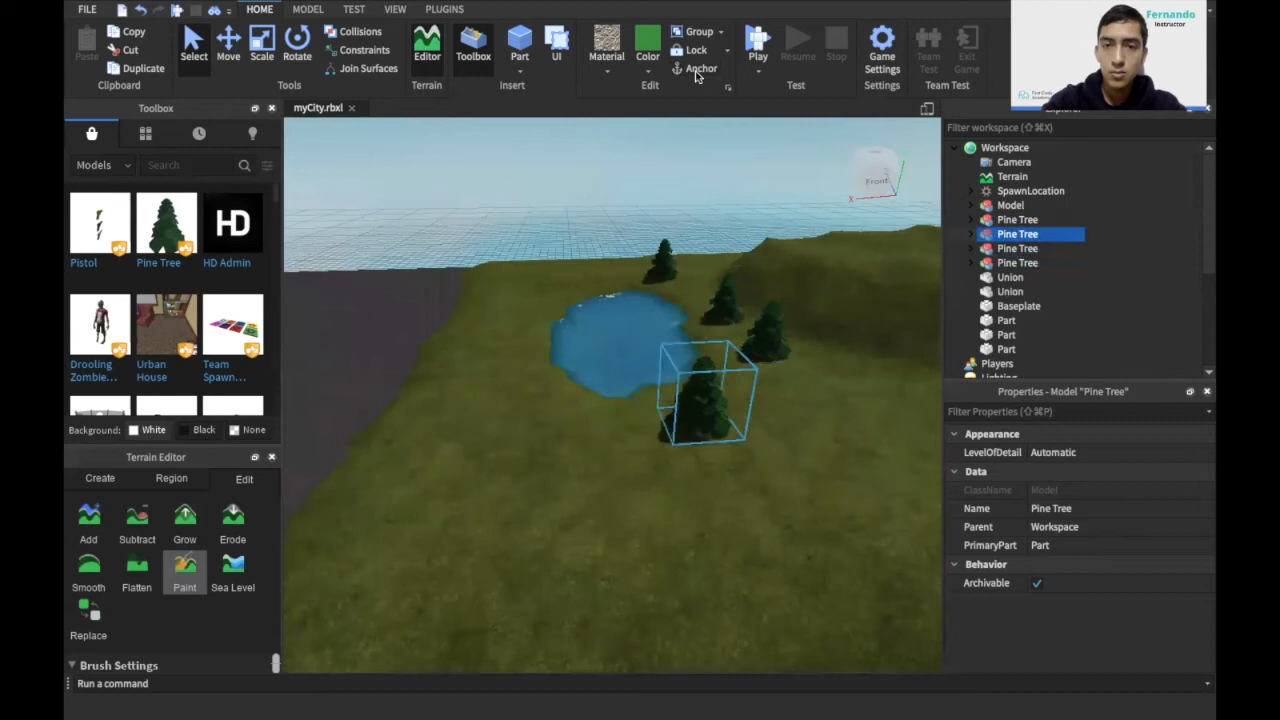 FILE HOME MODEL TEST VIEW PLUGINS
Fernando
Instructor
Paste Copy Cut Duplicate
Clipboard
Select Move Scale Rotate
Collisions
Constraints
Join Surfaces
Tools
Editor
Terrain
Toolbox Part UI
Insert
Material Color
Group
Lock
Anchor
Edit
Play Resume Stop
Test
Game
Settings
Settings
Team
Test
Exit
Game
Team Test
Toolbox
myCity.rbxl
Models
Search
Pistol
Pine Tree
HD
HD Admin
Drooling
Zombie...
Urban
House
Team
Spawn...
Background: White Black None
Terrain Editor
Create Region Edit
Add Subtract Grow Erode
Smooth Flatten Paint Sea Level
Replace
Brush Settings
Run a command
Front
X
Filter workspace (⇧⌘X)
Workspace
Camera
Terrain
SpawnLocation
Model
Pine Tree
Pine Tree
Pine Tree
Pine Tree
Union
Union
Baseplate
Part
Part
Part
Players
Properties - Model "Pine Tree"
Filter Properties (⇧⌘P)
Appearance
LevelOfDetail Automatic
Data
ClassName Model
Name Pine Tree
Parent Workspace
PrimaryPart Part
Behavior
Archivable